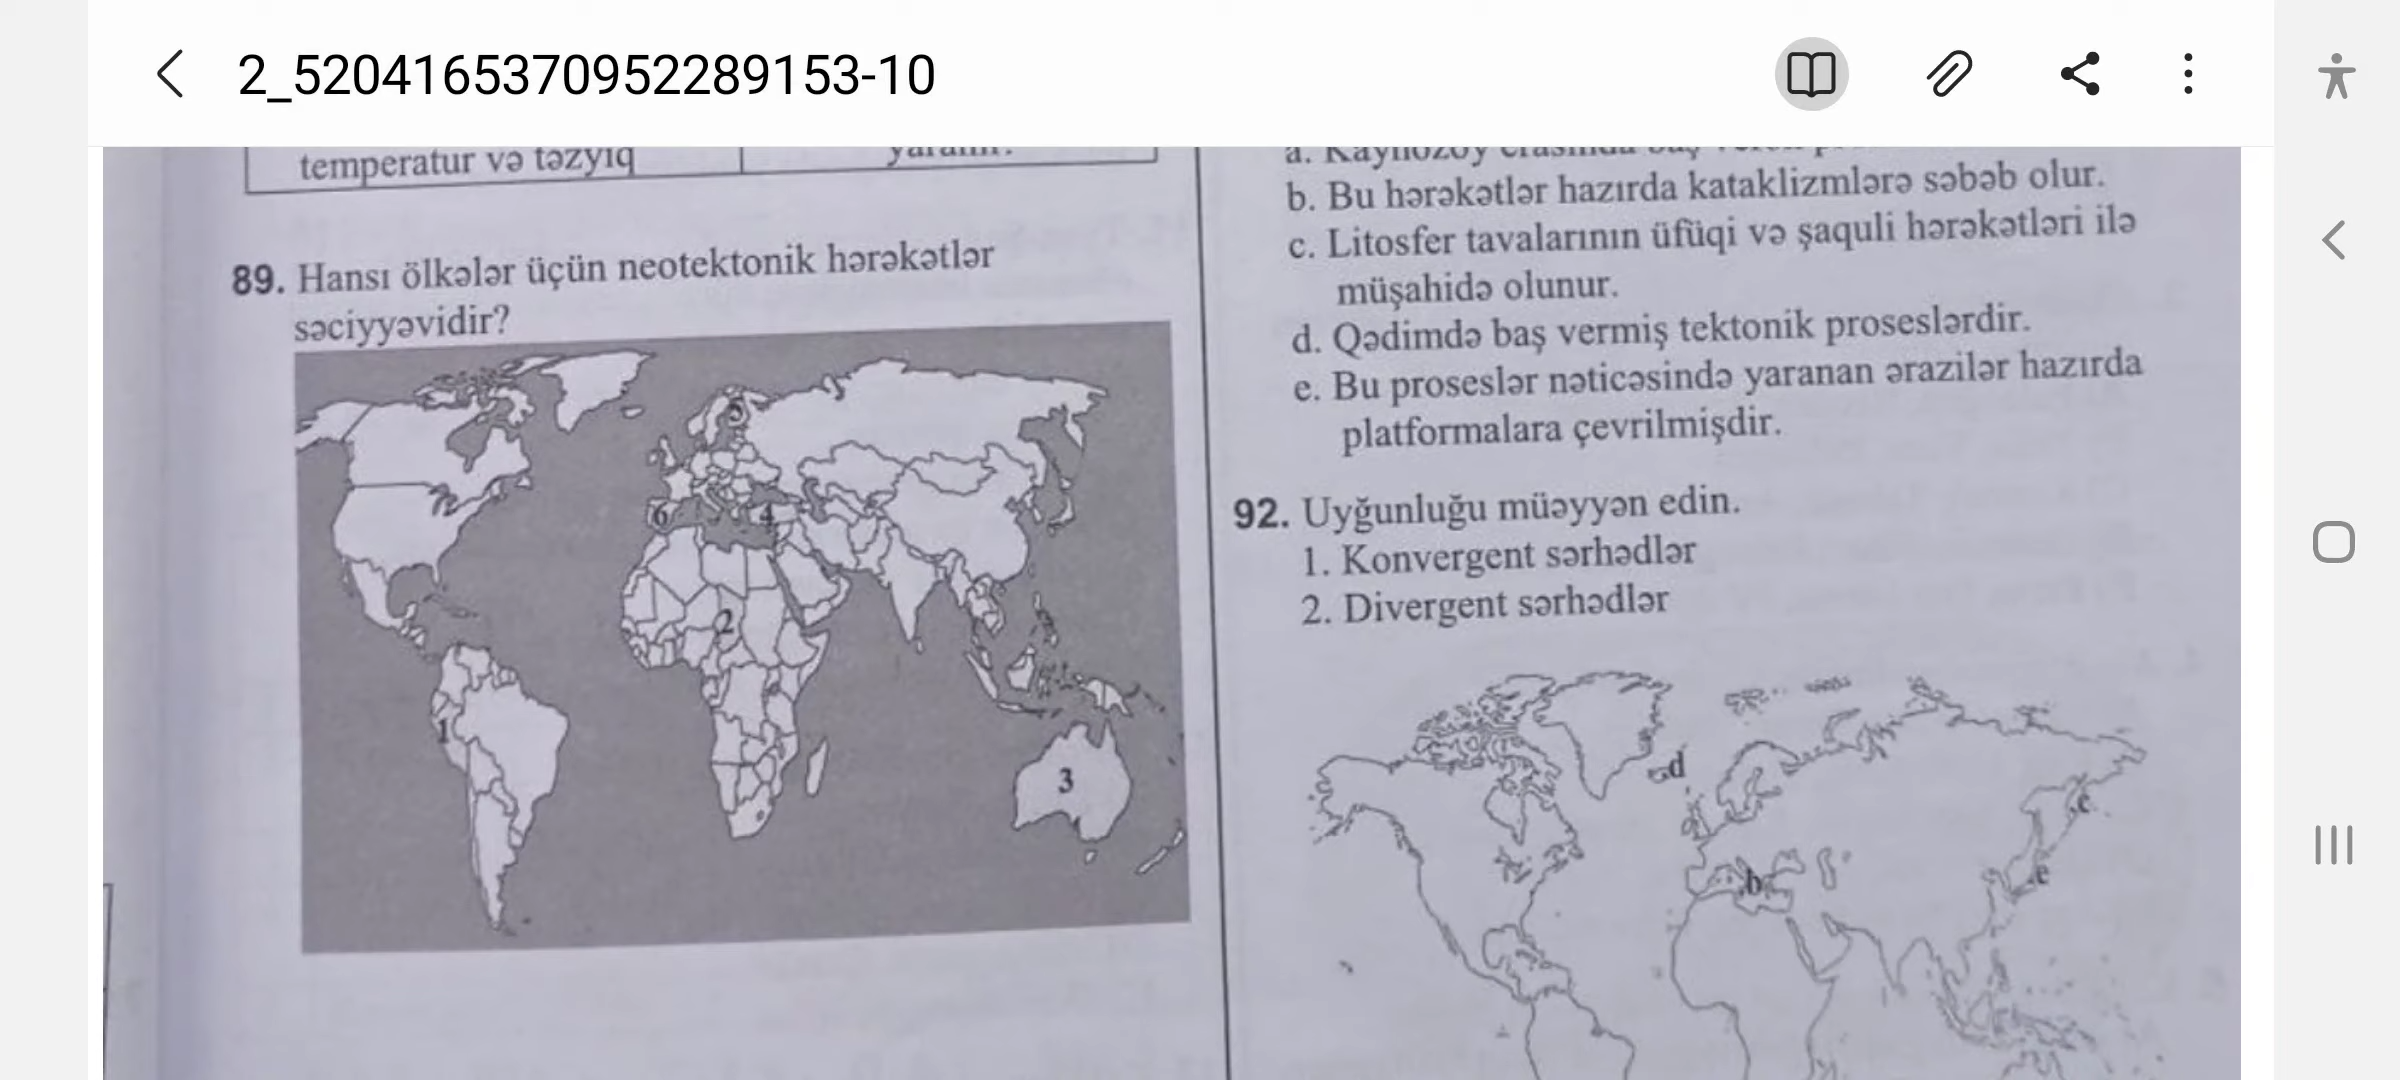 2_5204165370952289153-10
temperatur və təzyiq
yaranır.
89. Hansı ölkələr üçün neotektonik hərəkətlər
səciyyəvidir?
5
6
4
2
1
3
b. Bu hərəkətlər hazırda kataklizmlərə səbəb olur.
c. Litosfer tavalarının üfüqi və şaquli hərəkətləri ilə
müşahidə olunur.
d. Qədimdə baş vermiş tektonik proseslərdir.
e. Bu proseslər nəticəsində yaranan ərazilər hazırda
platformalara çevrilmişdir.
92. Uyğunluğu müəyyən edin.
1. Konvergent sərhədlər
2. Divergent sərhədlər
d
c
b
e